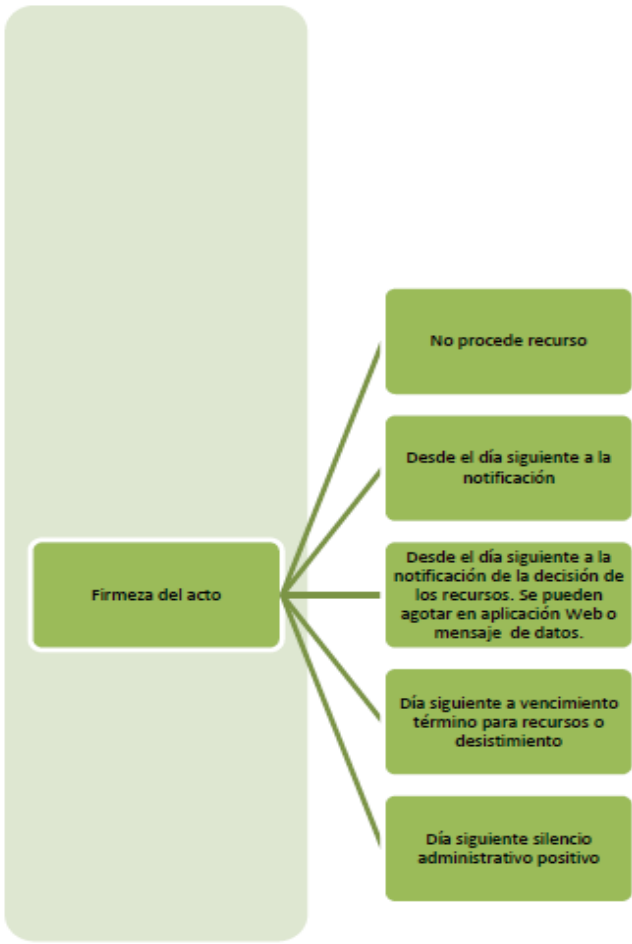 Firmeza del acto
No procede recurso
Desde el día siguiente a la
notificación
Desde el día siguiente a la
notificación de la decisión de
los recursos. Se pueden
agotar en aplicación Web o
mensaje de datos.
Día siguiente a vencimiento
término para recursos o
desistimiento
Día siguiente silencio
administrativo positivo